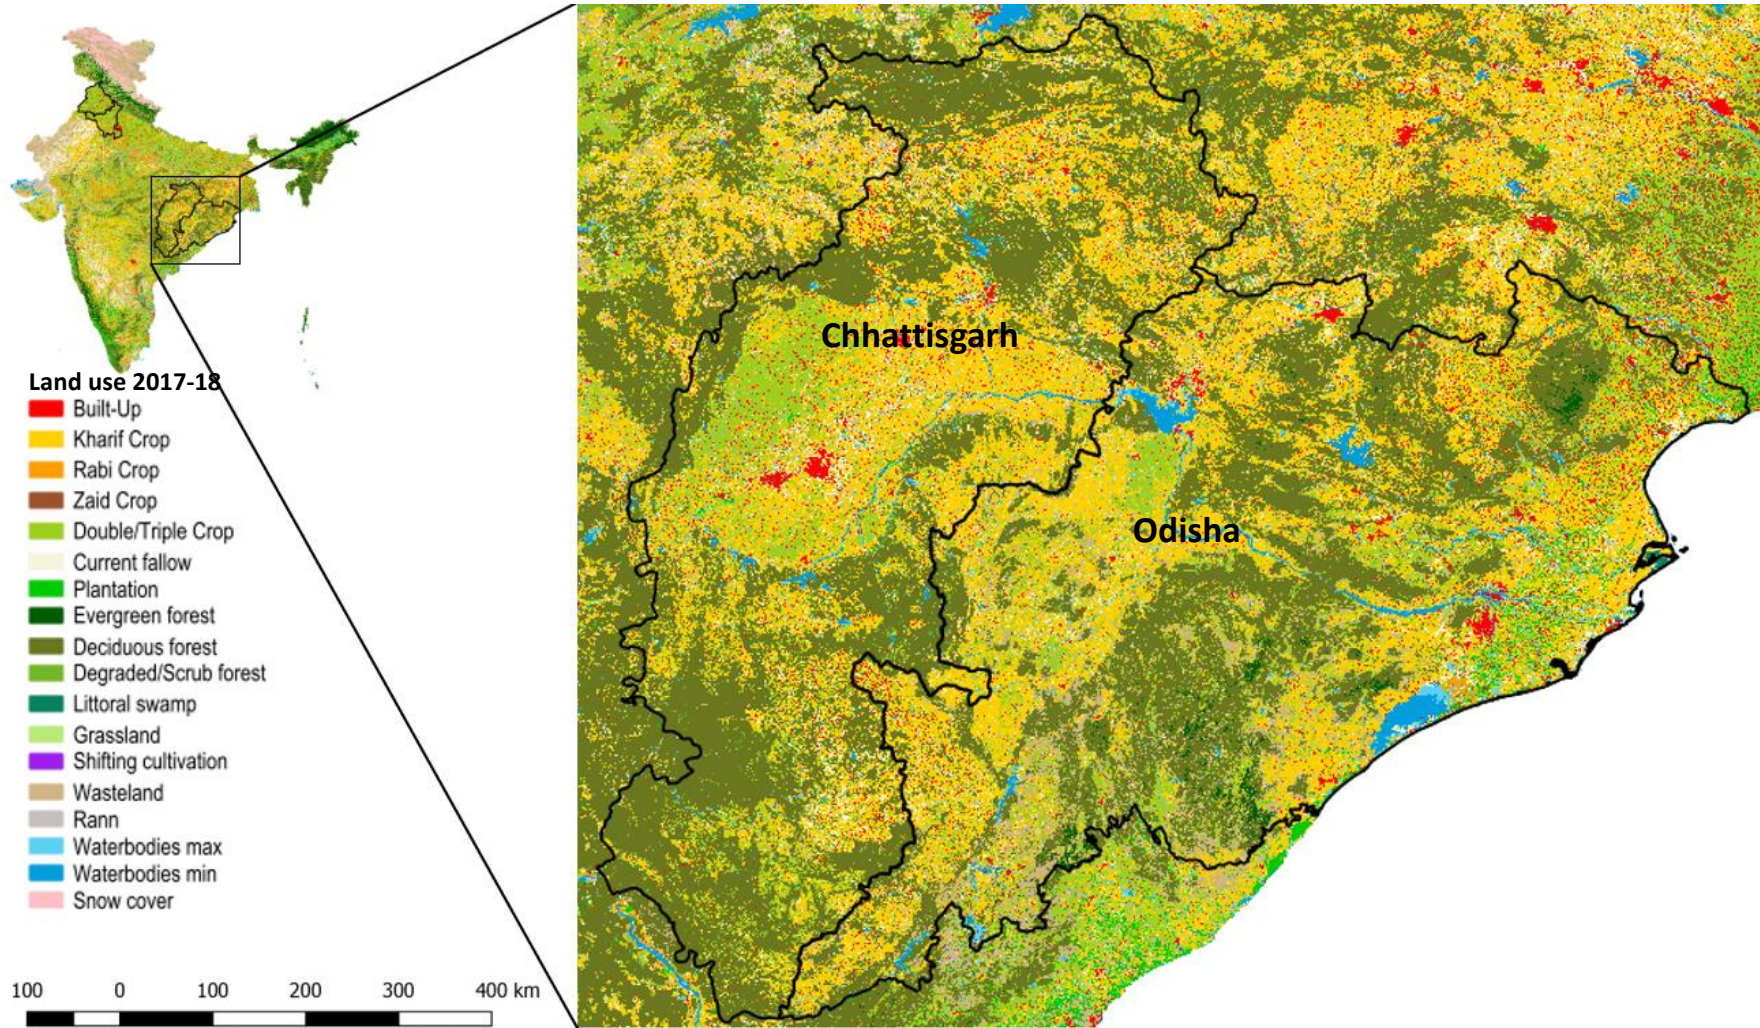 Chhattisgarh
Odisha
Land use 2017-18
Built-Up
Kharif Crop
Rabi Crop
Zaid Crop
Double/Triple Crop
Current fallow
Plantation
Evergreen forest
Deciduous forest
Degraded/Scrub forest
Littoral swamp
Grassland
Shifting cultivation
Wasteland
Rann
Waterbodies max
Waterbodies min
Snow cover
100 0 100 200 300 400 km